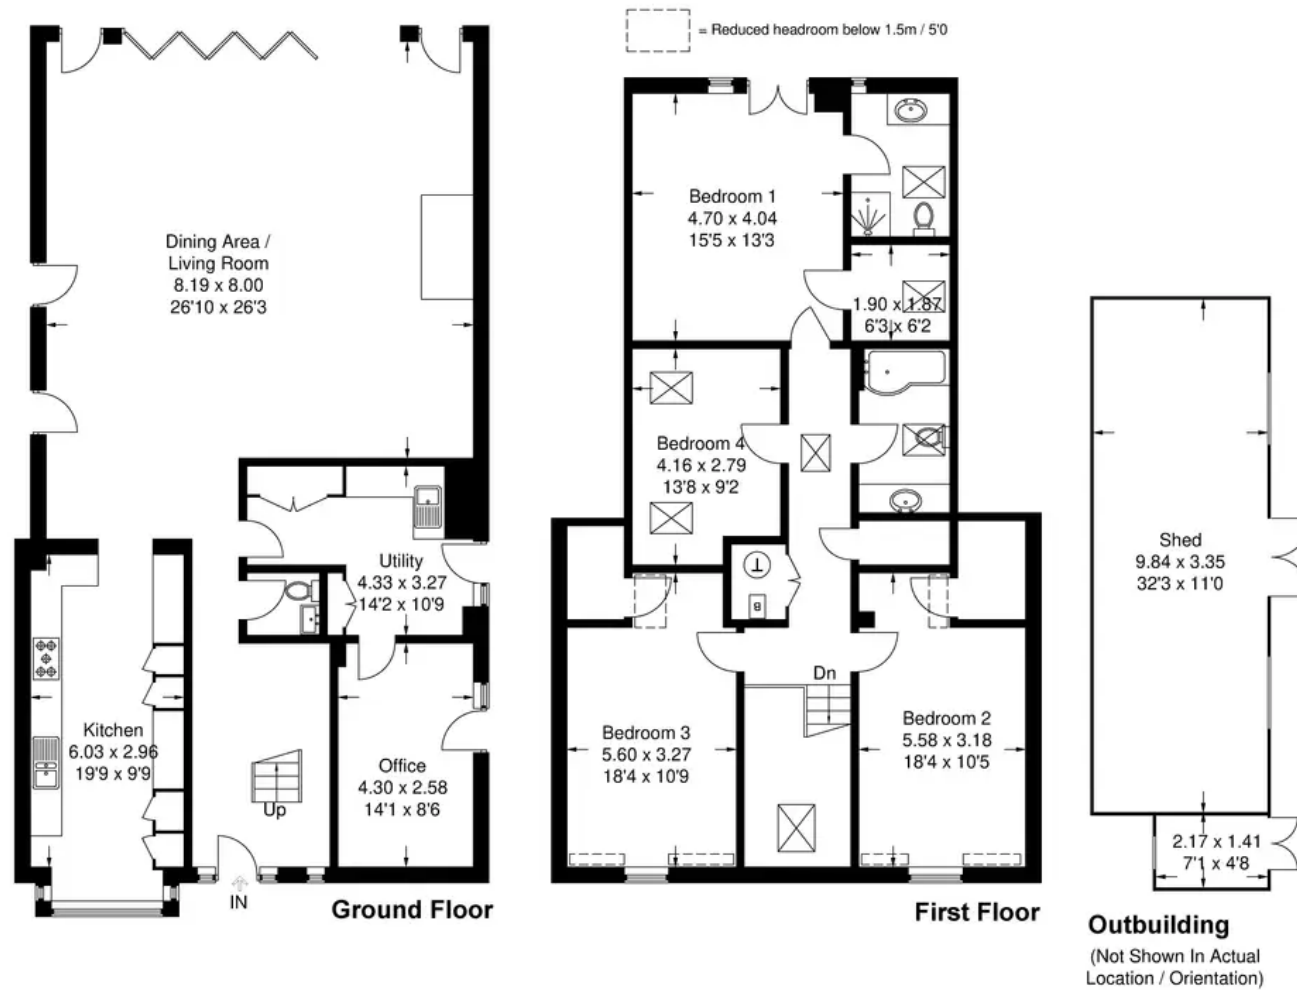 = Reduced headroom below 1.5m / 5'0
Dining Area /
Living Room
8.19 x 8.00
26'10 x 26'3
Utility
4.33 x 3.27
14'2 x 10'9
Kitchen
6.03 x 2.96
19'9 x 9'9
Office
4.30 x 2.58
14'1 x 8'6
Up
IN
Ground Floor
Bedroom 1
4.70 x 4.04
15'5 x 13'3
1.90 x 1.87
6'3 x 6'2
Bedroom 4
4.16 x 2.79
13'8 x 9'2
T
B
Dn
Bedroom 3
5.60 x 3.27
18'4 x 10'9
Bedroom 2
5.58 x 3.18
18'4 x 10'5
First Floor
Shed
9.84 x 3.35
32'3 x 11'0
2.17 x 1.41
7'1 x 4'8
Outbuilding
(Not Shown In Actual
Location / Orientation)